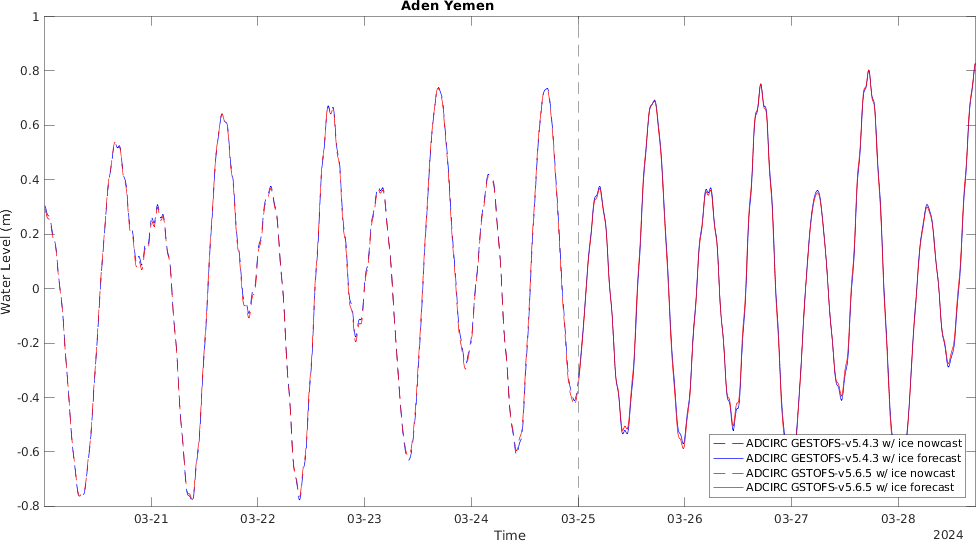 Aden Yemen
1
0.8
0.6
0.4
0.2
0
-0.2
-0.4
-0.6
-0.8
Water Level (m)
ADCIRC GESTOFS-v5.4.3 w/ ice nowcast
ADCIRC GESTOFS-v5.4.3 w/ ice forecast
ADCIRC GSTOFS-v5.6.5 w/ ice nowcast
ADCIRC GSTOFS-v5.6.5 w/ ice forecast
03-21 03-22 03-23 03-24 03-25 03-26 03-27 03-28
Time 2024